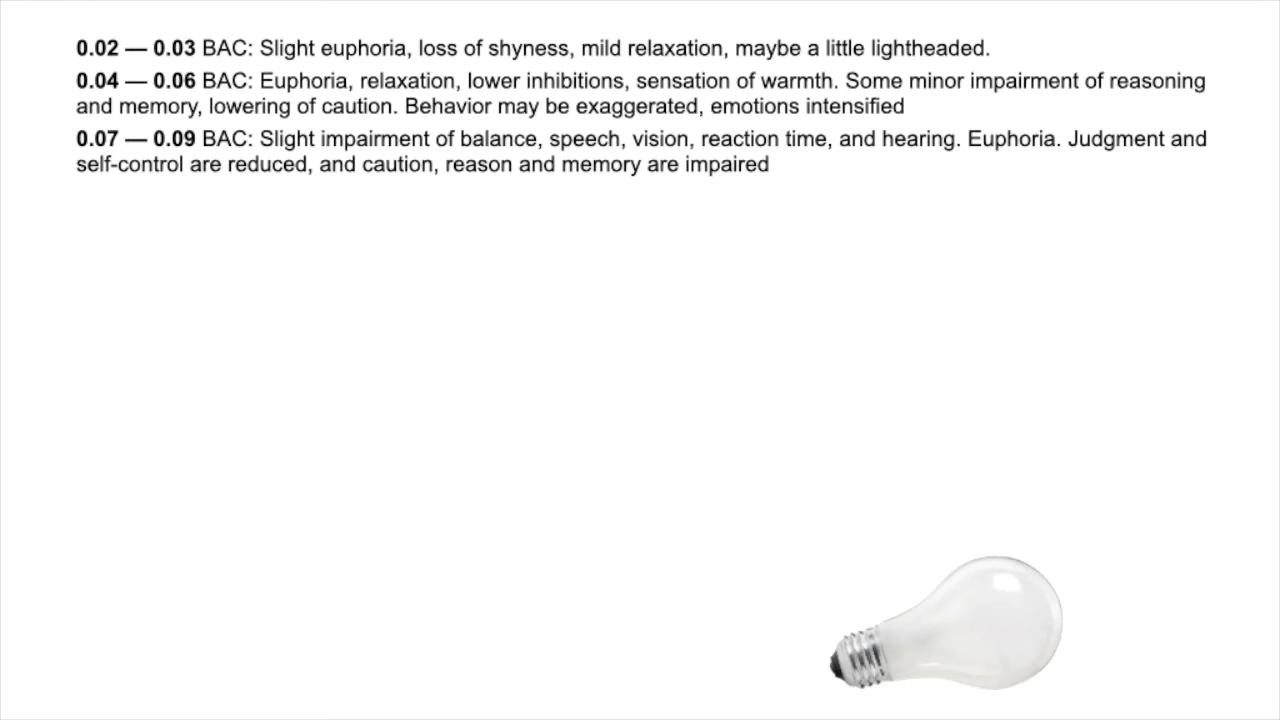 0.02 — 0.03 BAC: Slight euphoria, loss of shyness, mild relaxation, maybe a little lightheaded.
0.04 — 0.06 BAC: Euphoria, relaxation, lower inhibitions, sensation of warmth. Some minor impairment of reasoning
and memory, lowering of caution. Behavior may be exaggerated, emotions intensified
0.07 — 0.09 BAC: Slight impairment of balance, speech, vision, reaction time, and hearing. Euphoria. Judgment and
self-control are reduced, and caution, reason and memory are impaired